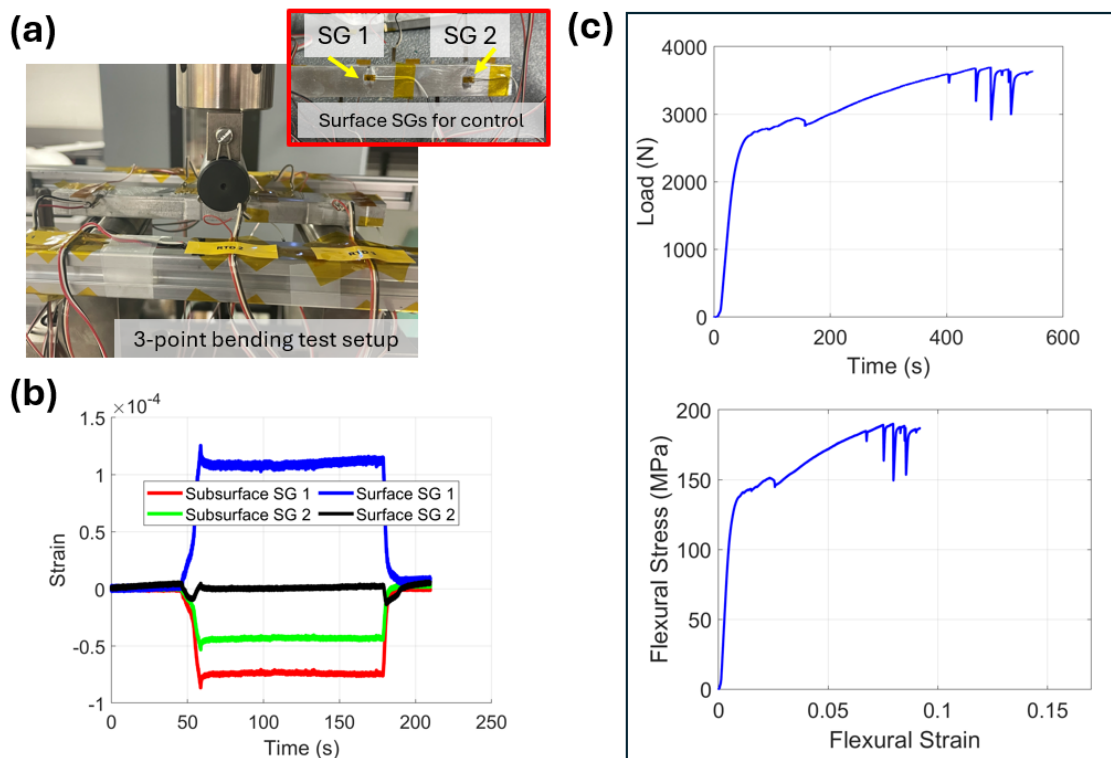 (a)
SG 1
SG 2
Surface SGs for control
RTD 2
3-point bending test setup
(b)
×10⁻⁴
1.5
1
0.5
0
-0.5
-1
Strain
Subsurface SG 1
Surface SG 1
Subsurface SG 2
Surface SG 2
0
50
100
150
200
250
Time (s)
(c)
4000
3000
2000
1000
0
Load (N)
0
200
400
600
Time (s)
200
150
100
50
0
Flexural Stress (MPa)
0
0.05
0.1
0.15
Flexural Strain